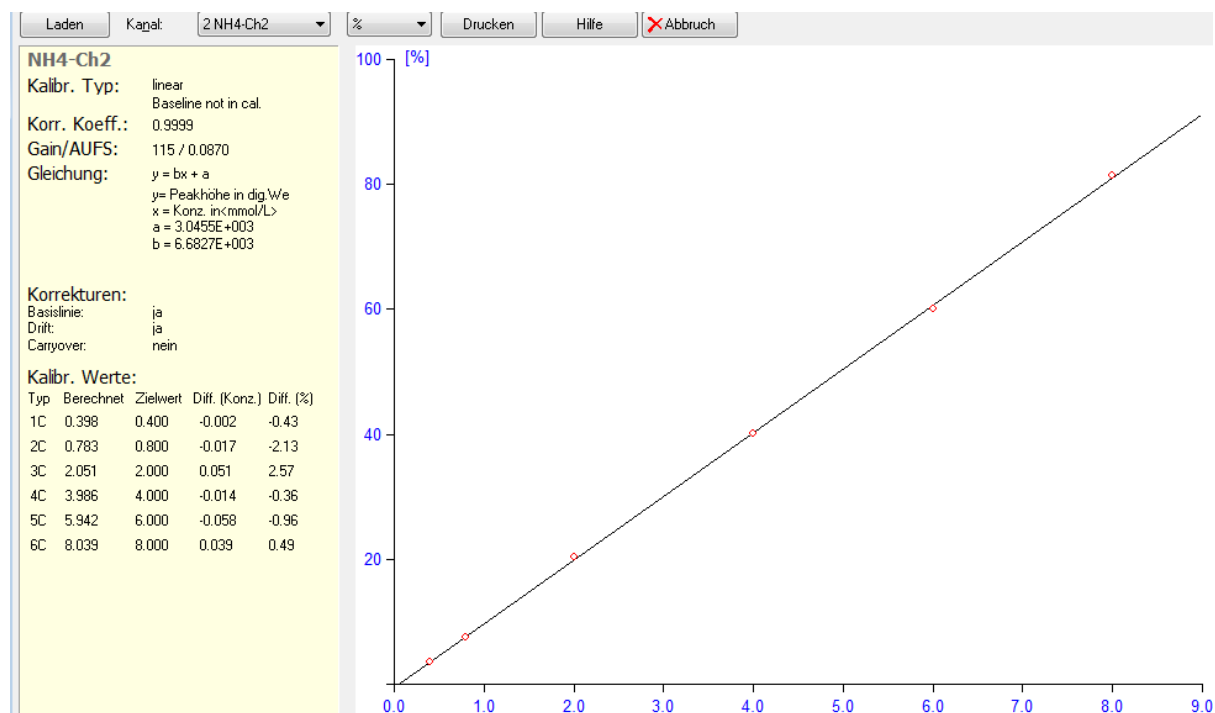 Laden Kanal: 2 NH4-Ch2 % Drucken Hilfe Abbruch
NH4-Ch2
Kalibr. Typ: linear
Baseline not in cal.
Korr. Koeff.: 0.9999
Gain/AUFS: 115 / 0.0870
Gleichung: y = bx + a
y= Peakhöhe in dig.We
x = Konz. in<mmol/L>
a = 3.0455E+003
b = 6.6827E+003
Korrekturen:
Basislinie: ja
Drift: ja
Carryover: nein
Kalibr. Werte:
Typ Berechnet Zielwert Diff. (Konz.) Diff. (%)
1C 0.398 0.400 -0.002 -0.43
2C 0.783 0.800 -0.017 -2.13
3C 2.051 2.000 0.051 2.57
4C 3.986 4.000 -0.014 -0.36
5C 5.942 6.000 -0.058 -0.96
6C 8.039 8.000 0.039 0.49
100 [%]
80
60
40
20
0.0 1.0 2.0 3.0 4.0 5.0 6.0 7.0 8.0 9.0